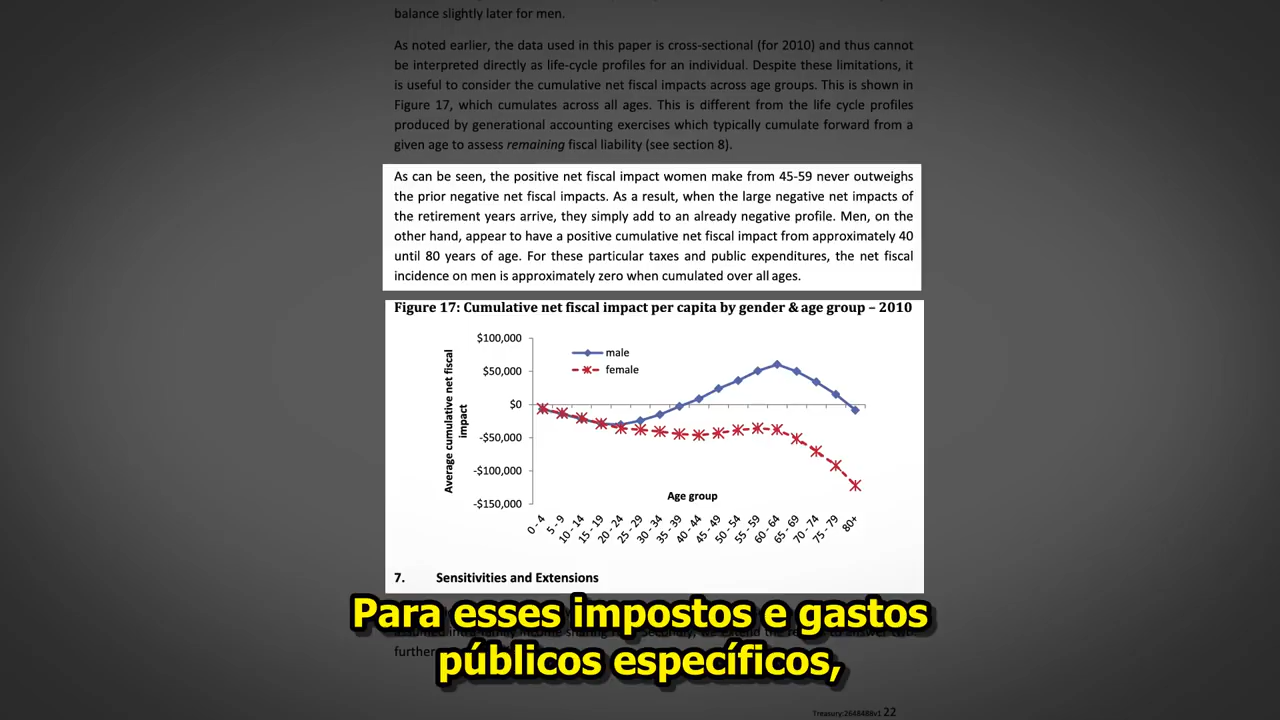 balance slightly later for men.
As noted earlier, the data used in this paper is cross-sectional (for 2010) and thus cannot
be interpreted directly as life-cycle profiles for an individual. Despite these limitations, it
is useful to consider the cumulative net fiscal impacts across age groups. This is shown in
Figure 17, which cumulates across all ages. This is different from the life cycle profiles
produced by generational accounting exercises which typically cumulate forward from a
given age to assess remaining fiscal liability (see section 8).
As can be seen, the positive net fiscal impact women make from 45-59 never outweighs
the prior negative net fiscal impacts. As a result, when the large negative net impacts of
the retirement years arrive, they simply add to an already negative profile. Men, on the
other hand, appear to have a positive cumulative net fiscal impact from approximately 40
until 80 years of age. For these particular taxes and public expenditures, the net fiscal
incidence on men is approximately zero when cumulated over all ages.
Figure 17: Cumulative net fiscal impact per capita by gender & age group – 2010
Average cumulative net fiscal
impact
$100,000
$50,000
$0
-$50,000
-$100,000
-$150,000
male
female
Age group
0 - 4
5 - 9
10 - 14
15 - 19
20 - 24
25 - 29
30 - 34
35 - 39
40 - 44
45 - 49
50 - 54
55 - 59
60 - 64
65 - 69
70 - 74
75 - 79
80+
7. Sensitivities and Extensions
Para esses impostos e gastos
públicos específicos,
further
Treasury:2648488v1 22